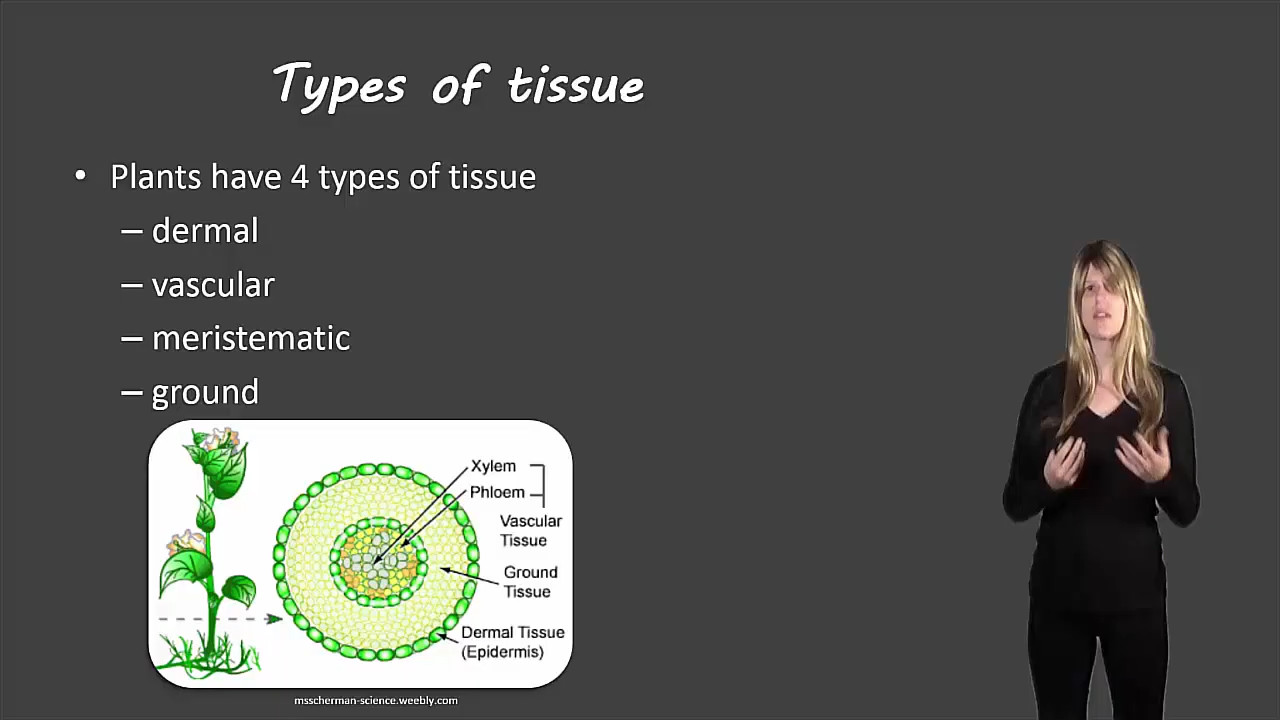 Types of tissue
• Plants have 4 types of tissue
– dermal
– vascular
– meristematic
– ground
Xylem
Phloem
Vascular
Tissue
Ground
Tissue
Dermal Tissue
(Epidermis)
msscherman-science.weebly.com